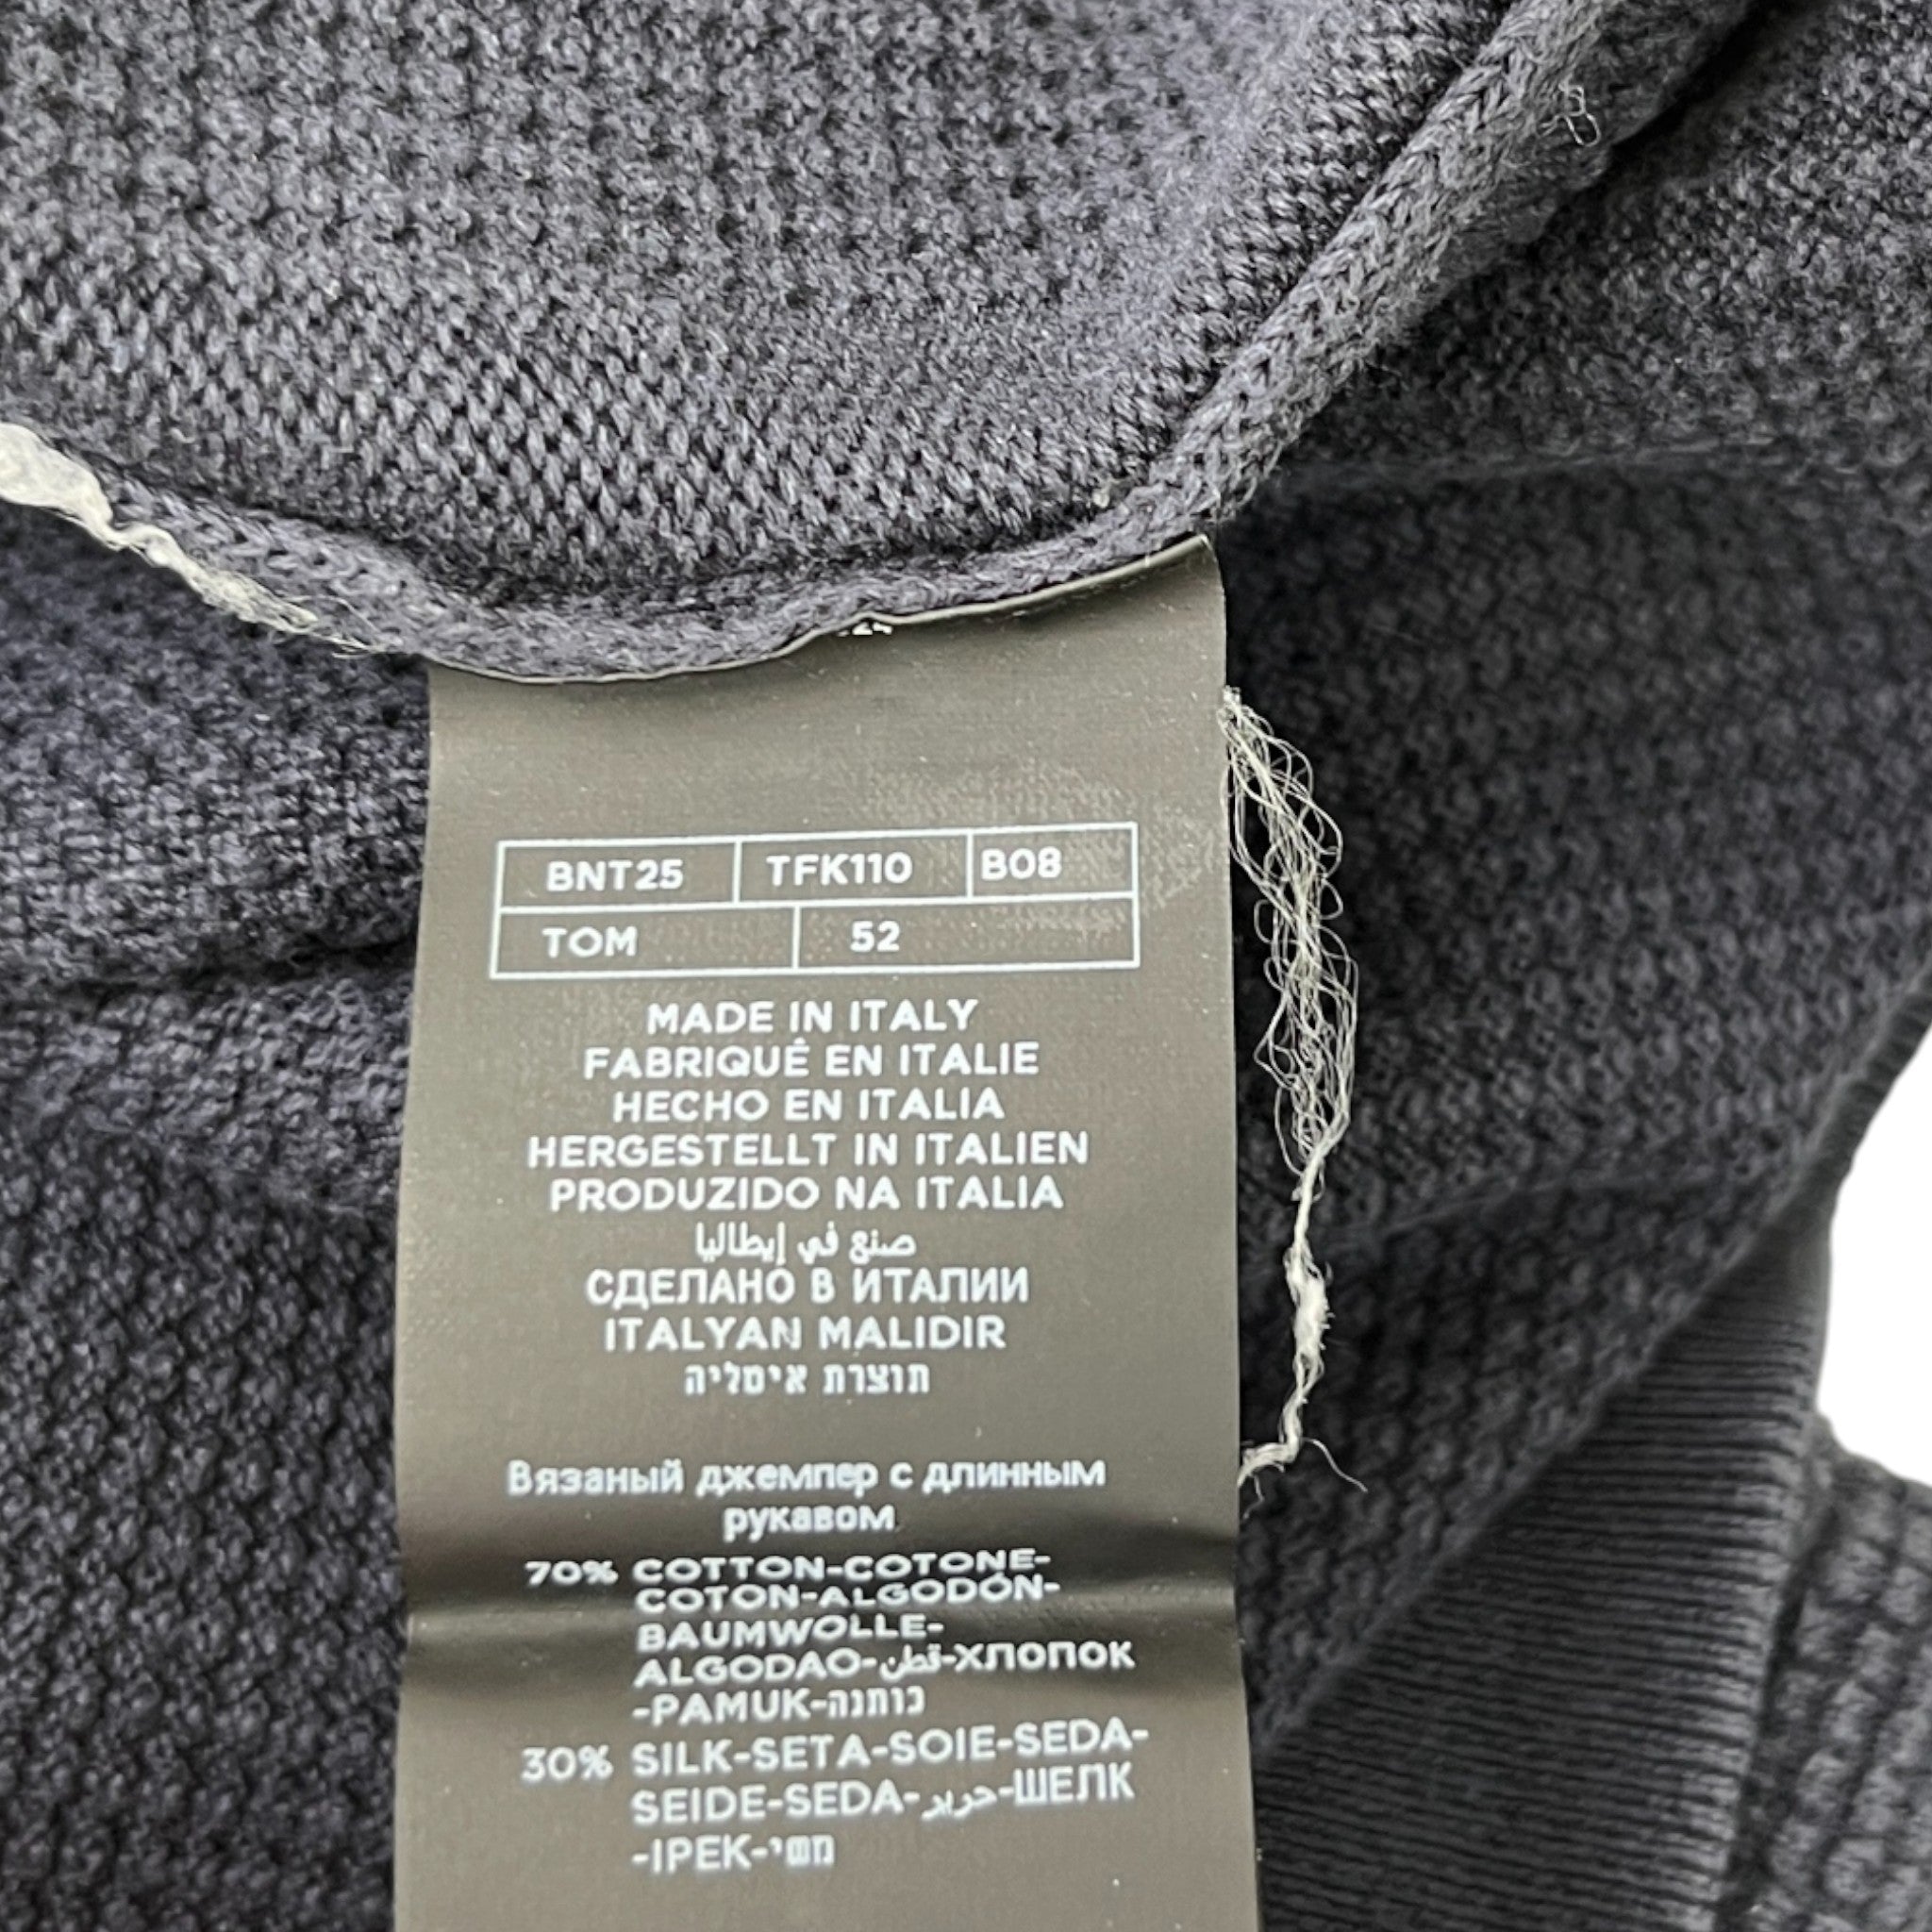 BNT25 TFK110 B08
TOM 52
MADE IN ITALY
FABRIQUÉ EN ITALIE
HECHO EN ITALIA
HERGESTELLT IN ITALIEN
PRODUZIDO NA ITALIA
صنع في إيطاليا
СДЕЛАНО В ИТАЛИИ
ITALYAN MALIDIR
תוצרת איטליה
Вязаный джемпер с длинным
рукавом
70% COTTON-COTONE-
COTON-ALGODÓN-
BAUMWOLLE-
ALGODAO-قطن-ХЛОПОК
-PAMUK-כותנה
30% SILK-SETA-SOIE-SEDA-
SEIDE-SEDA-حرير-ШЕЛК
-IPEK-משי